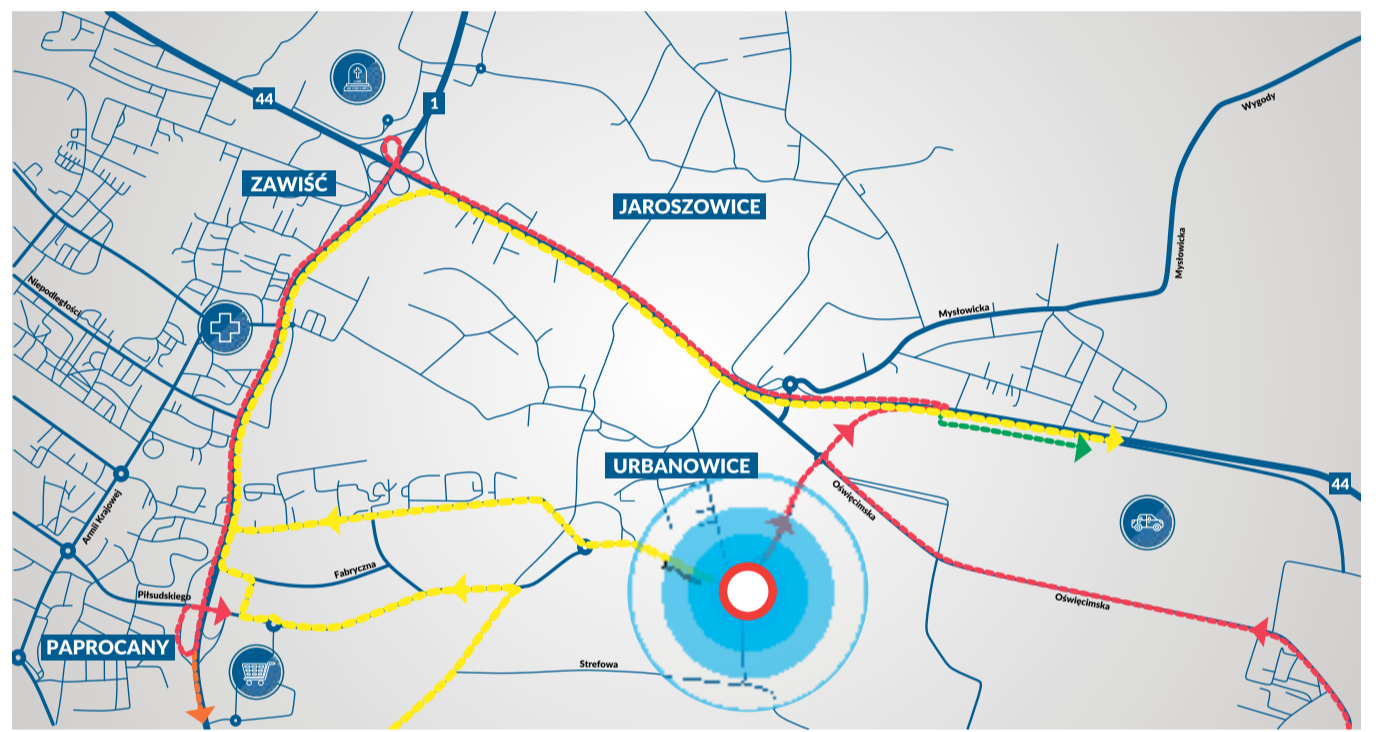 44
1
Wygody
ZAWIŚĆ
JAROSZOWICE
Mysłowicka
Niepodległości
Mysłowicka
URBANOWICE
44
Oświęcimska
Armii Krajowej
Fabryczna
Piłsudskiego
Oświęcimska
PAPROCANY
Strefowa